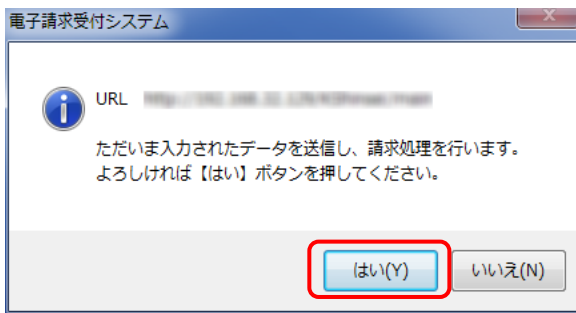 電子請求受付システム
URL
ただいま入力されたデータを送信し、請求処理を行います。
よろしければ【はい】ボタンを押してください。
はい(Y)
いいえ(N)